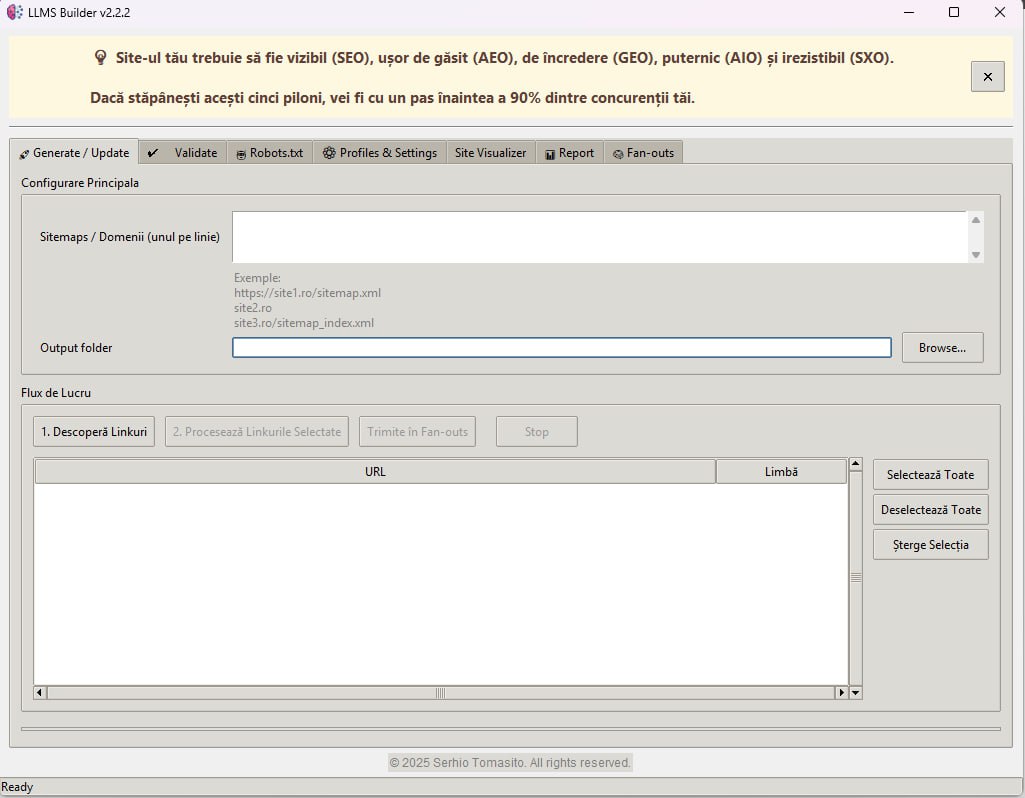 LLMS Builder v2.2.2
Site-ul tău trebuie să fie vizibil (SEO), ușor de găsit (AEO), de încredere (GEO), puternic (AIO) și irezistibil (SXO).
Dacă stăpânești acești cinci piloni, vei fi cu un pas înaintea a 90% dintre concurenții tăi.
Generate / Update
Validate
Robots.txt
Profiles & Settings
Site Visualizer
Report
Fan-outs
Configurare Principala
Sitemaps / Domenii (unul pe linie)
Exemple:
https://site1.ro/sitemap.xml
site2.ro
site3.ro/sitemap_index.xml
Output folder
Browse...
Flux de Lucru
1. Descoperă Linkuri
2. Procesează Linkurile Selectate
Trimite în Fan-outs
Stop
URL
Limbă
Selectează Toate
Deselectează Toate
Șterge Selecția
© 2025 Serhio Tomasito. All rights reserved.
Ready